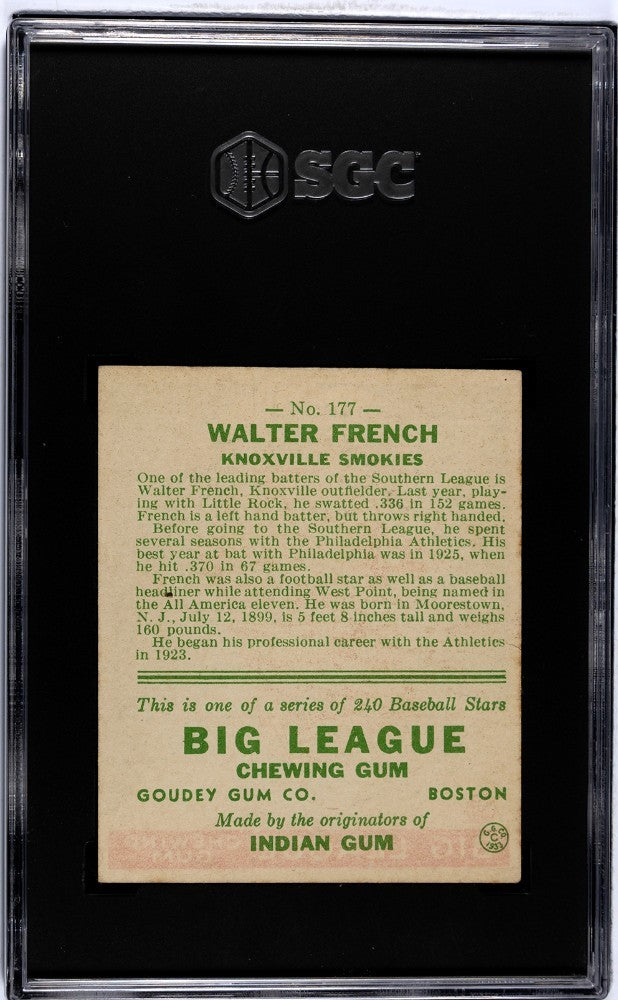 SGC
— No. 177 —
WALTER FRENCH
KNOXVILLE SMOKIES
One of the leading batters of the Southern League is
Walter French, Knoxville outfielder. Last year, play-
ing with Little Rock, he swatted .336 in 152 games.
French is a left hand batter, but throws right handed.
Before going to the Southern League, he spent
several seasons with the Philadelphia Athletics. His
best year at bat with Philadelphia was in 1925, when
he hit .370 in 67 games.
French was also a football star as well as a baseball
headliner while attending West Point, being named in
the All America eleven. He was born in Moorestown,
N. J., July 12, 1899, is 5 feet 8 inches tall and weighs
160 pounds.
He began his professional career with the Athletics
in 1923.
This is one of a series of 240 Baseball Stars
BIG LEAGUE
CHEWING GUM
GOUDEY GUM CO. BOSTON
Made by the originators of
INDIAN GUM
G. G. CO.
C
1933